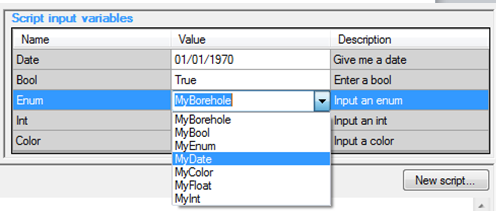 Script input variables
Name Value Description
Date 01/01/1970 Give me a date
Bool True Enter a bool
Enum MyBorehole Input an enum
Int MyBorehole Input an int
MyBool
Color MyEnum Input a color
MyDate
MyColor
MyFloat
MyInt
New script...